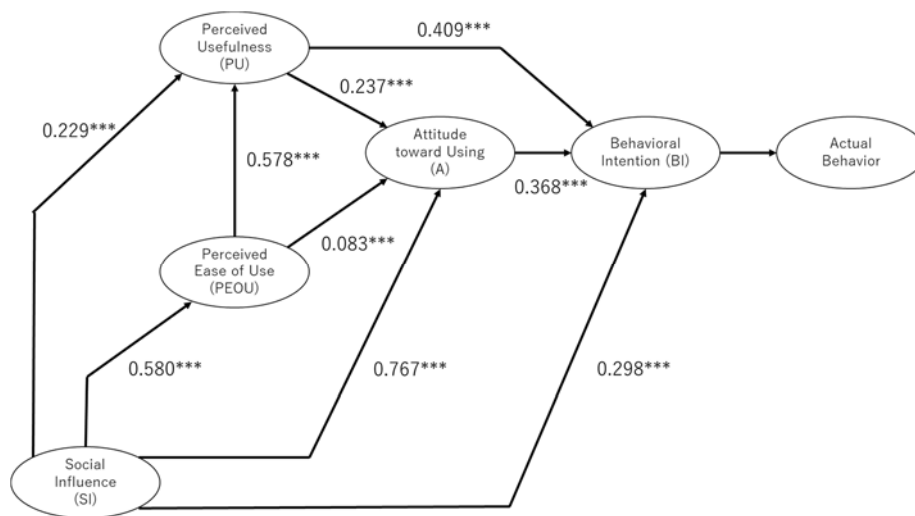 Perceived
Usefulness
(PU)
0.409***
0.237***
0.229***
Attitude
toward Using
(A)
Behavioral
Intention (BI)
Actual
Behavior
0.578***
0.368***
Perceived
Ease of Use
(PEOU)
0.083***
0.580***
0.767***
0.298***
Social
Influence
(SI)